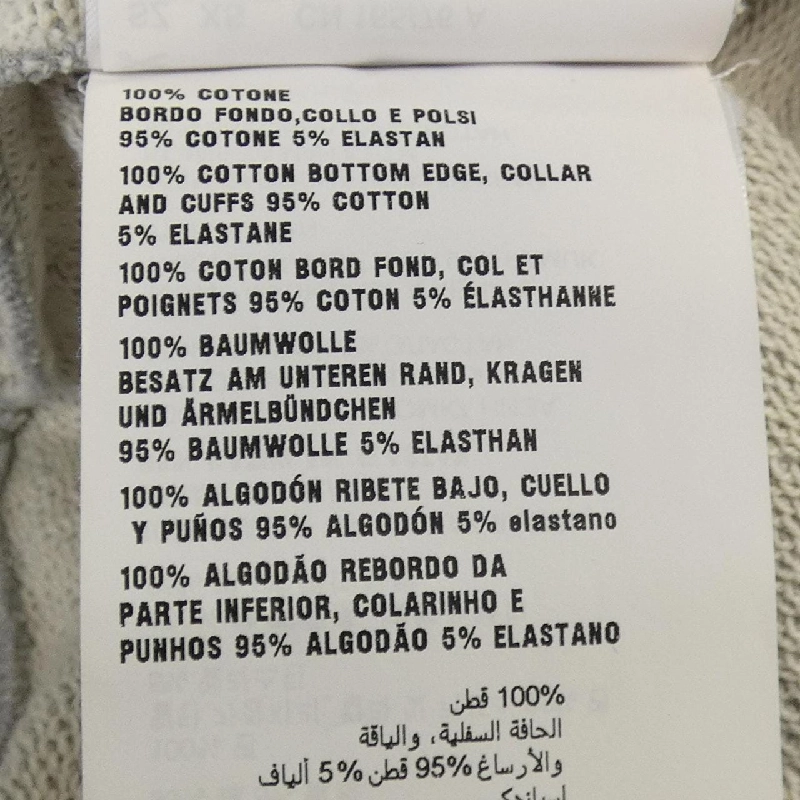 100% COTONE
BORDO FONDO,COLLO E POLSI
95% COTONE 5% ELASTAN
100% COTTON BOTTOM EDGE, COLLAR
AND CUFFS 95% COTTON
5% ELASTANE
100% COTON BORD FOND, COL ET
POIGNETS 95% COTON 5% ÉLASTHANNE
100% BAUMWOLLE
BESATZ AM UNTEREN RAND, KRAGEN
UND ÄRMELBÜNDCHEN
95% BAUMWOLLE 5% ELASTHAN
100% ALGODÓN RIBETE BAJO, CUELLO
Y PUÑOS 95% ALGODÓN 5% elastano
100% ALGODÃO REBORDO DA
PARTE INFERIOR, COLARINHO E
PUNHOS 95% ALGODÃO 5% ELASTANO
100% قطن
الحافة السفلية، والياقة
والأرساغ 95% قطن 5% ألياف